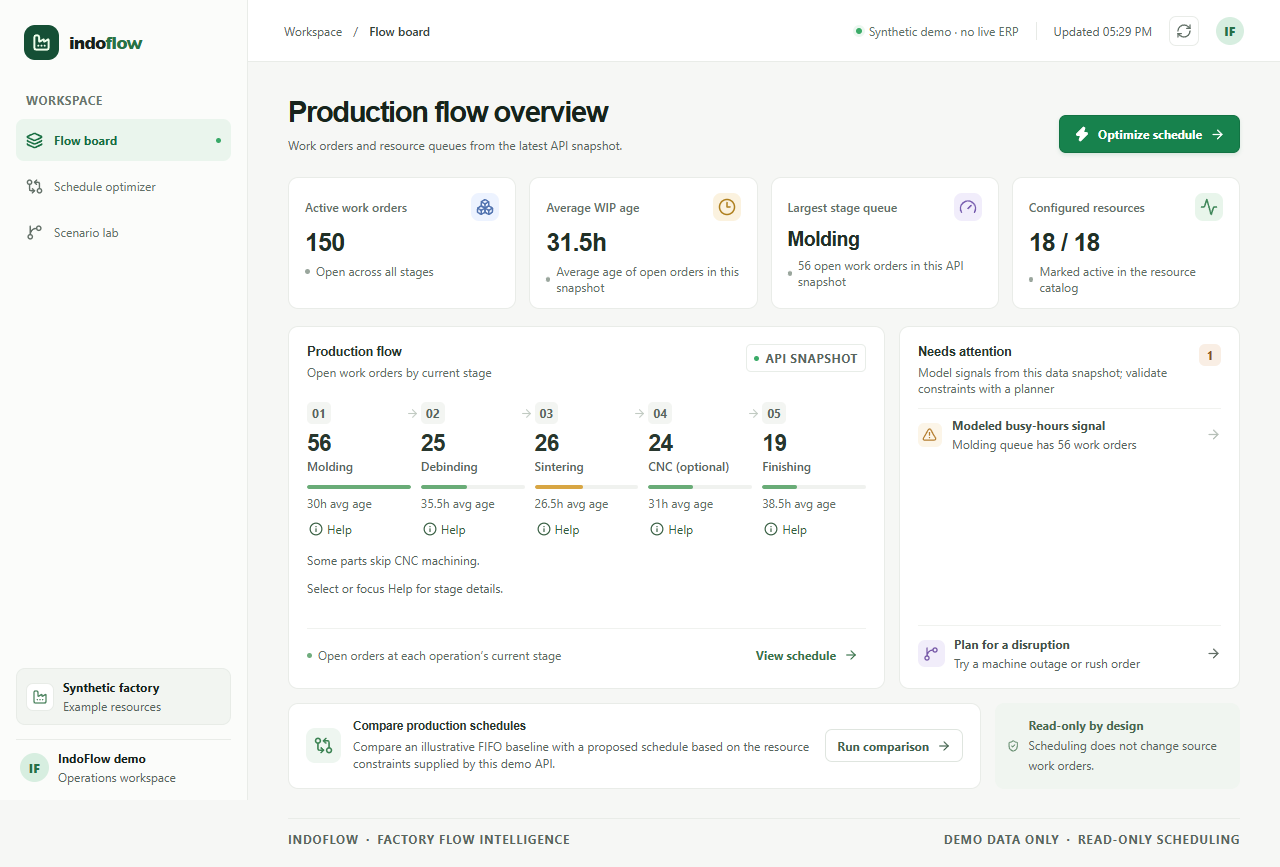 indoflow
WORKSPACE
Flow board
Schedule optimizer
Scenario lab
Synthetic factory
Example resources
IF
IndoFlow demo
Operations workspace
Workspace / Flow board
Synthetic demo · no live ERP
Updated 05:29 PM
IF
Production flow overview
Work orders and resource queues from the latest API snapshot.
Optimize schedule
Active work orders
150
Open across all stages
Average WIP age
31.5h
Average age of open orders in this
snapshot
Largest stage queue
Molding
56 open work orders in this API
snapshot
Configured resources
18 / 18
Marked active in the resource
catalog
Production flow
Open work orders by current stage
API SNAPSHOT
01
56
Molding
30h avg age
Help
02
25
Debinding
35.5h avg age
Help
03
26
Sintering
26.5h avg age
Help
04
24
CNC (optional)
31h avg age
Help
05
19
Finishing
38.5h avg age
Help
Some parts skip CNC machining.
Select or focus Help for stage details.
Open orders at each operation’s current stage
View schedule
Needs attention
1
Model signals from this data snapshot; validate
constraints with a planner
Modeled busy-hours signal
Molding queue has 56 work orders
Plan for a disruption
Try a machine outage or rush order
Compare production schedules
Compare an illustrative FIFO baseline with a proposed schedule based on the resource
constraints supplied by this demo API.
Run comparison
Read-only by design
Scheduling does not change source
work orders.
INDOFLOW · FACTORY FLOW INTELLIGENCE
DEMO DATA ONLY · READ-ONLY SCHEDULING